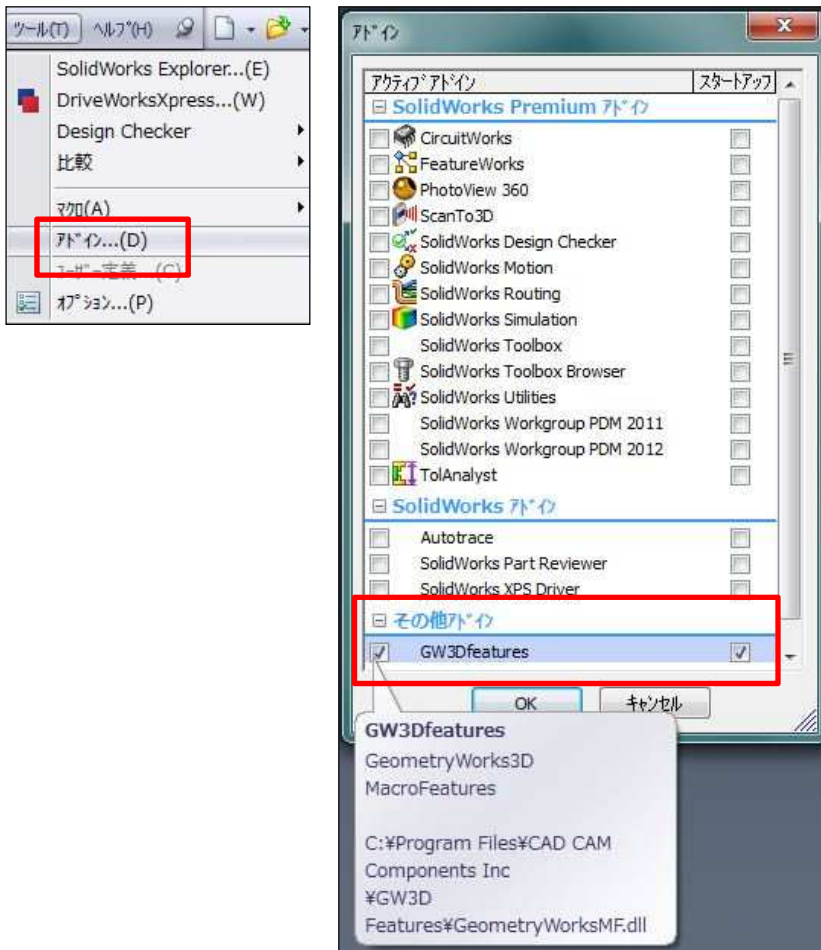 ツール(T) ヘルプ(H)
SolidWorks Explorer...(E)
DriveWorksXpress...(W)
Design Checker
比較
マクロ(A)
アドイン...(D)
ユーザー定義...(C)
オプション...(P)
アドイン
アクティブアドイン スタートアップ
SolidWorks Premium アドイン
CircuitWorks
FeatureWorks
PhotoView 360
ScanTo3D
SolidWorks Design Checker
SolidWorks Motion
SolidWorks Routing
SolidWorks Simulation
SolidWorks Toolbox
SolidWorks Toolbox Browser
SolidWorks Utilities
SolidWorks Workgroup PDM 2011
SolidWorks Workgroup PDM 2012
TolAnalyst
SolidWorks アドイン
Autotrace
SolidWorks Part Reviewer
SolidWorks XPS Driver
その他アドイン
GW3Dfeatures
OK キャンセル
GW3Dfeatures
GeometryWorks3D
MacroFeatures
C:¥Program Files¥CAD CAM
Components Inc
¥GW3D
Features¥GeometryWorksMF.dll